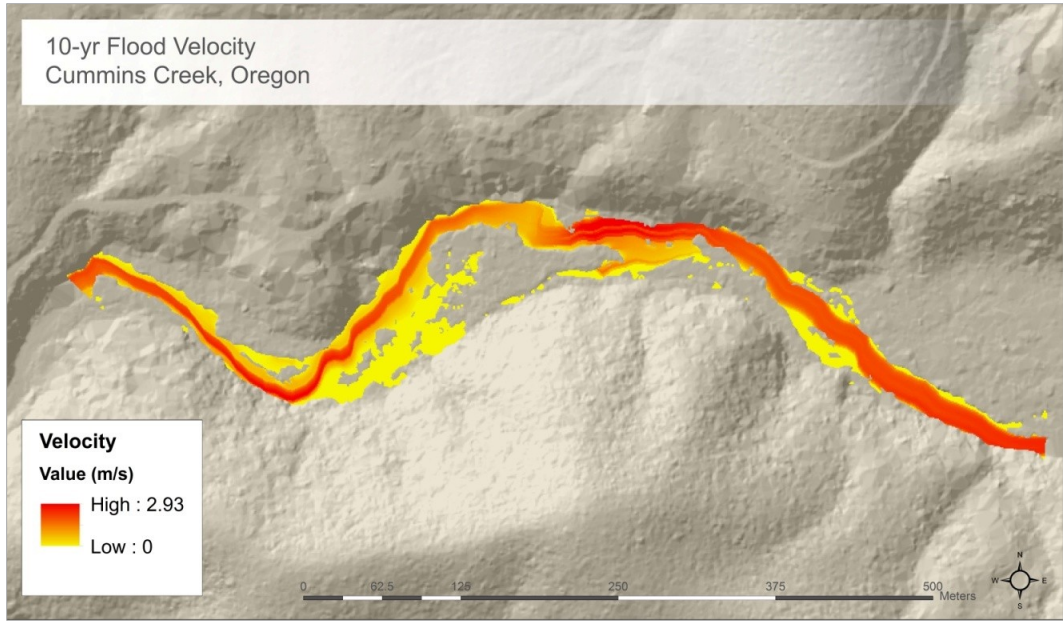 10-yr Flood Velocity
Cummins Creek, Oregon
Velocity
Value (m/s)
High : 2.93
Low : 0
0 62.5 125 250 375 500
Meters
N
W E
S